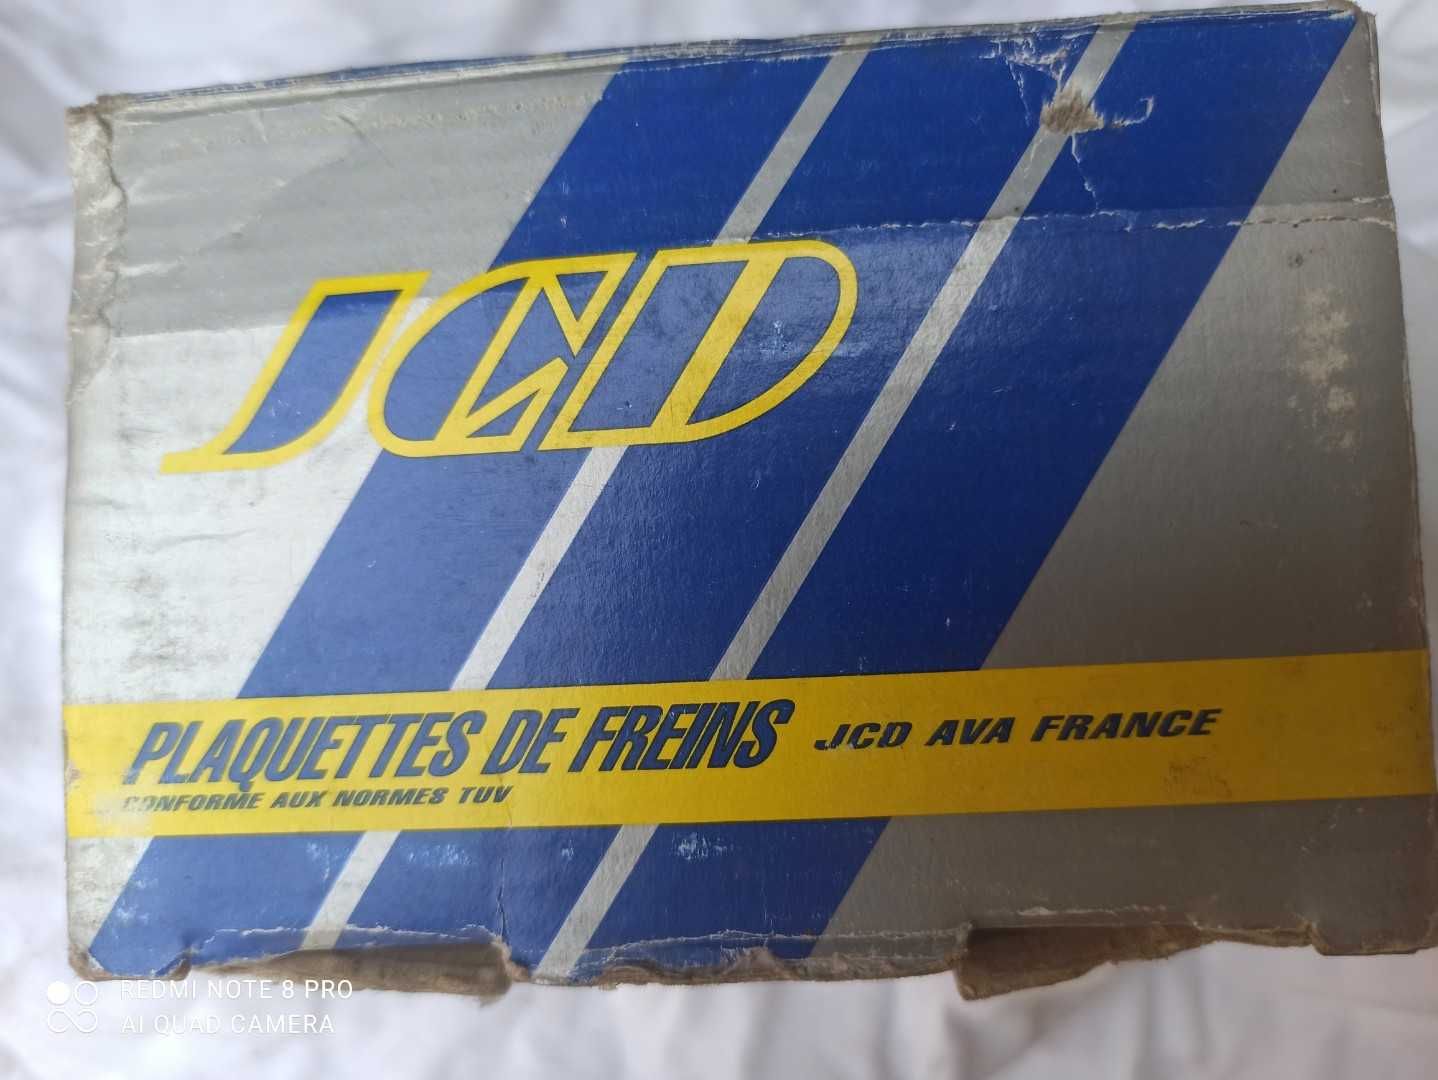 JCD
PLAQUETTES DE FREINS JCD AVA FRANCE
CONFORME AUX NORMES TUV
REDMI NOTE 8 PRO
AI QUAD CAMERA